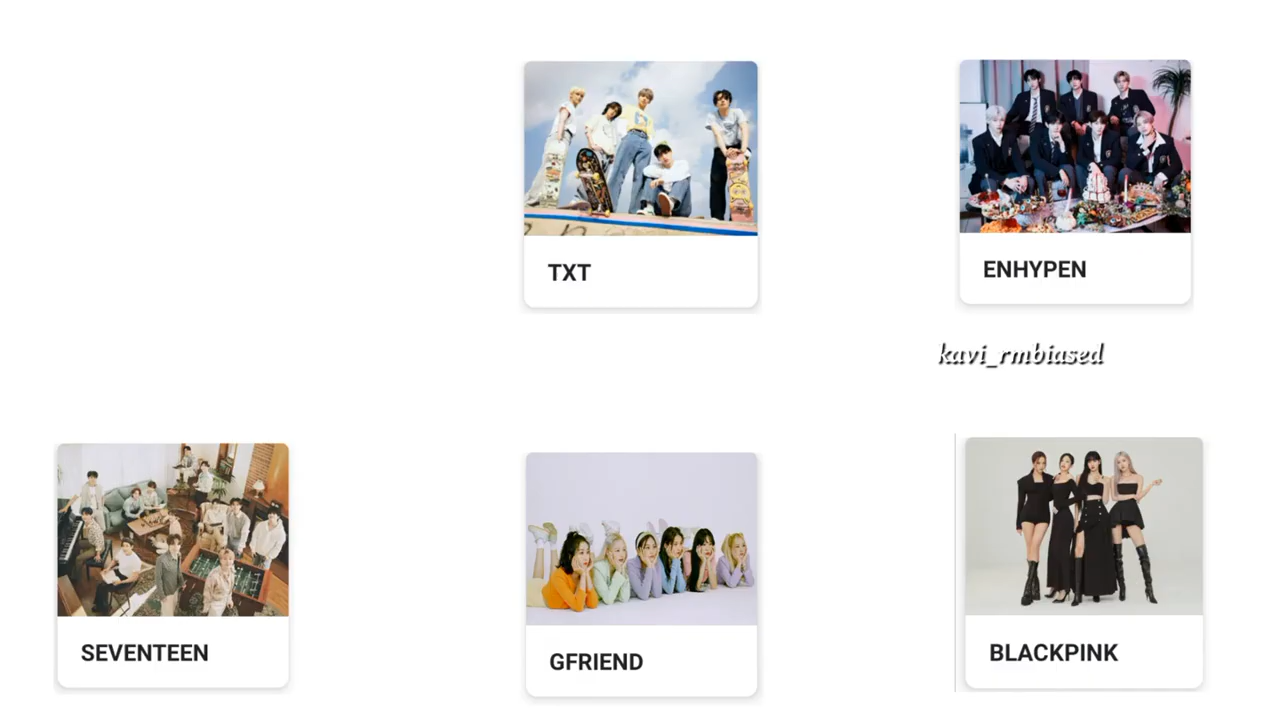 TXT
ENHYPEN
kavi_rmbiased
SEVENTEEN
GFRIEND
BLACKPINK